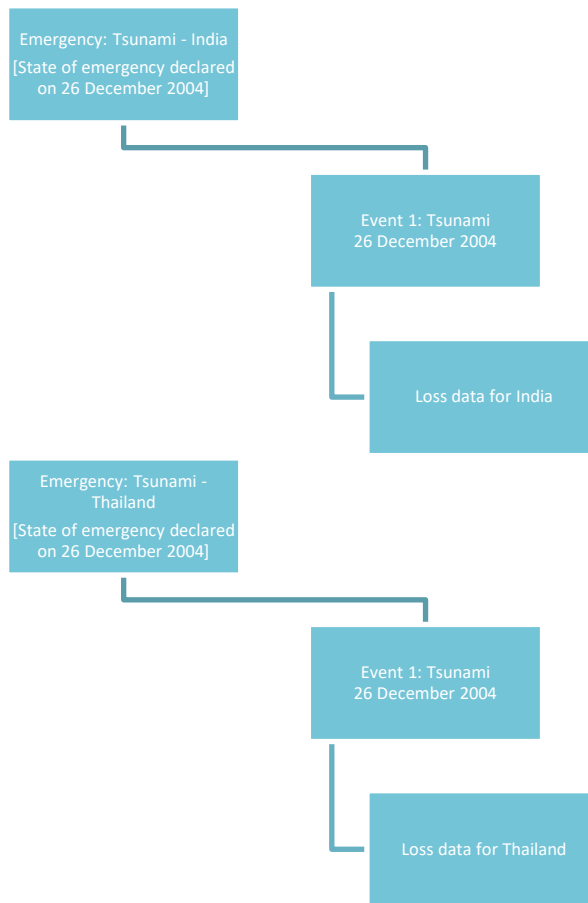 Emergency: Tsunami - India
[State of emergency declared
on 26 December 2004]
Event 1: Tsunami
26 December 2004
Loss data for India
Emergency: Tsunami -
Thailand
[State of emergency declared
on 26 December 2004]
Event 1: Tsunami
26 December 2004
Loss data for Thailand